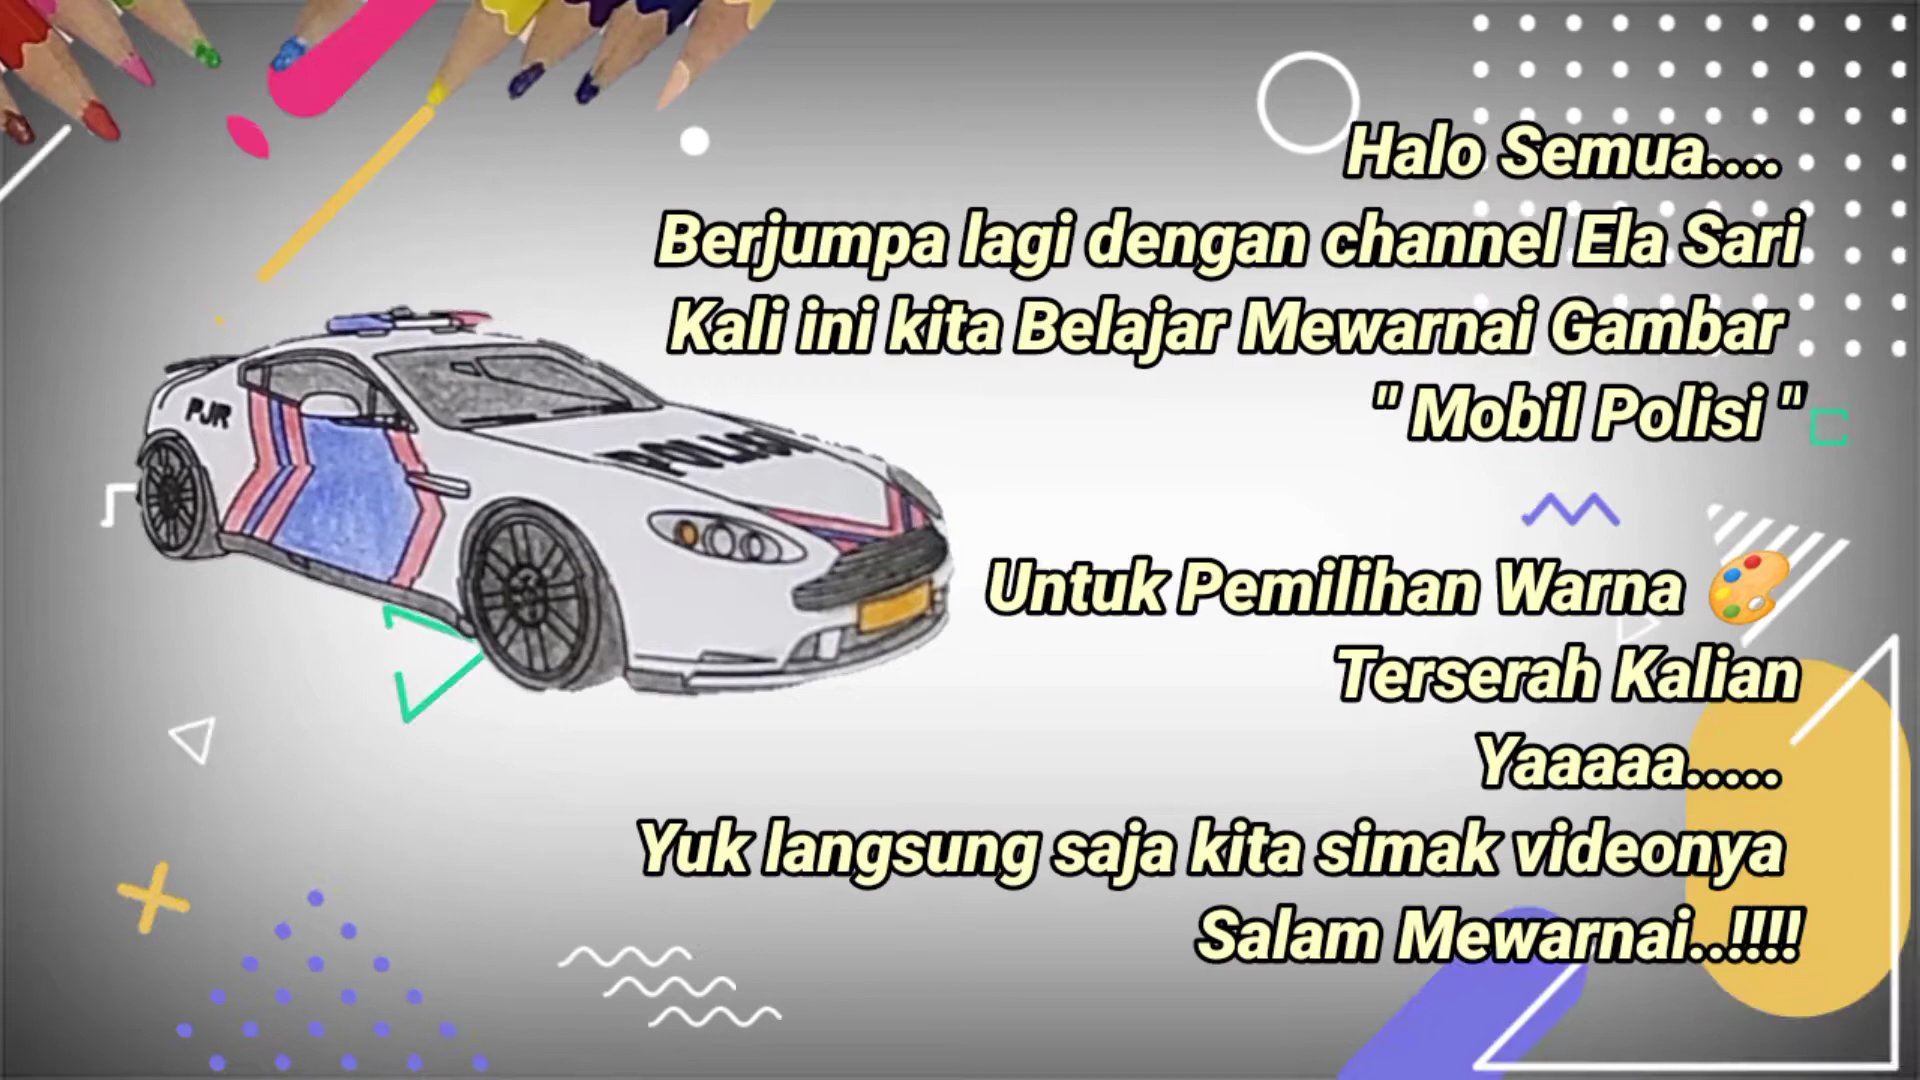 Halo Semua....
Berjumpa lagi dengan channel Ela Sari
Kali ini kita Belajar Mewarnai Gambar
" Mobil Polisi "
PJR
Untuk Pemilihan Warna 🎨
Terserah Kalian
Yaaaaa.....
Yuk langsung saja kita simak videonya
Salam Mewarnai..!!!!